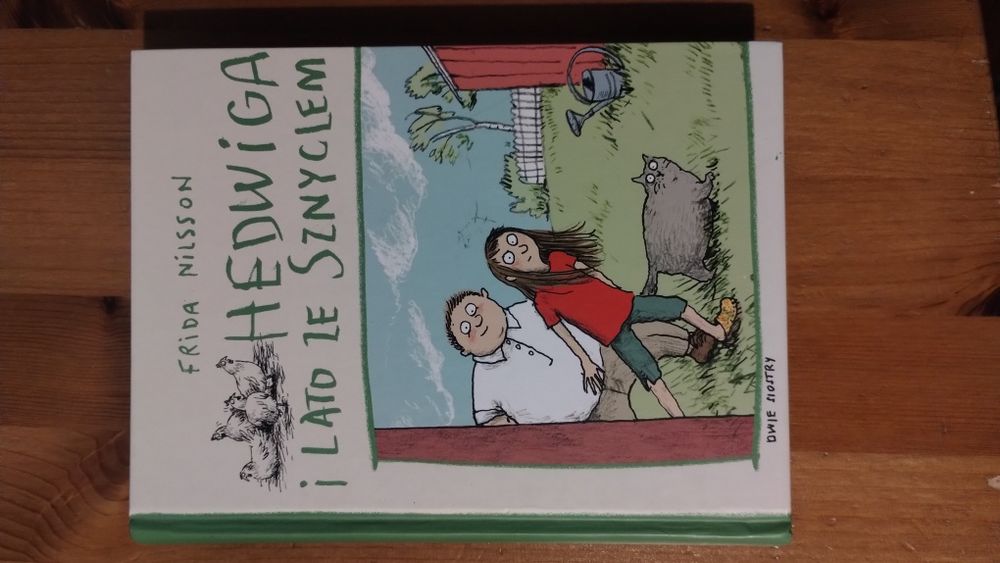 FRIDA NILSSON
HEDWIGA
i LATO ZE SZNYCLEM
DWIE SIOSTRY